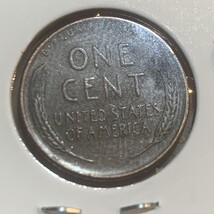 ONE
CENT
UNITED STATES
OF AMERICA